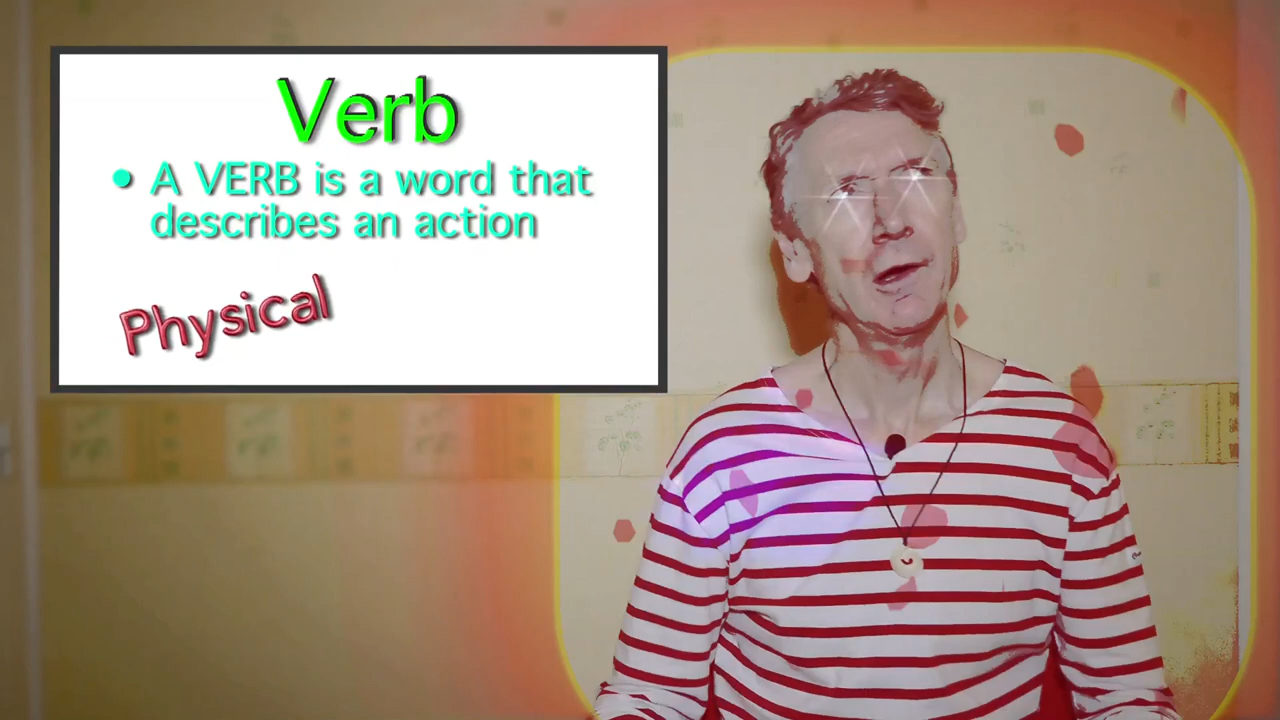 Verb
• A VERB is a word that
describes an action
Physical